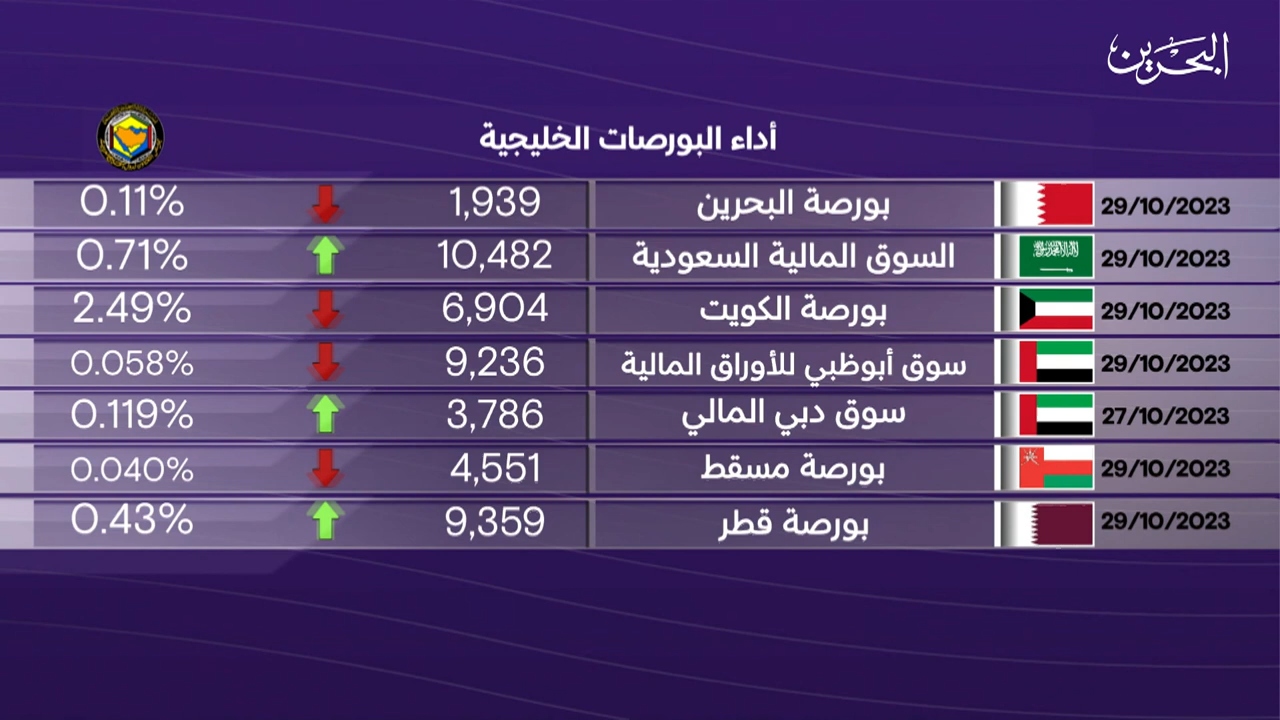 البحرين
أداء البورصات الخليجية
29/10/2023 بورصة البحرين 1,939 0.11%
29/10/2023 السوق المالية السعودية 10,482 0.71%
29/10/2023 بورصة الكويت 6,904 2.49%
29/10/2023 سوق أبوظبي للأوراق المالية 9,236 0.058%
27/10/2023 سوق دبي المالي 3,786 0.119%
29/10/2023 بورصة مسقط 4,551 0.040%
29/10/2023 بورصة قطر 9,359 0.43%